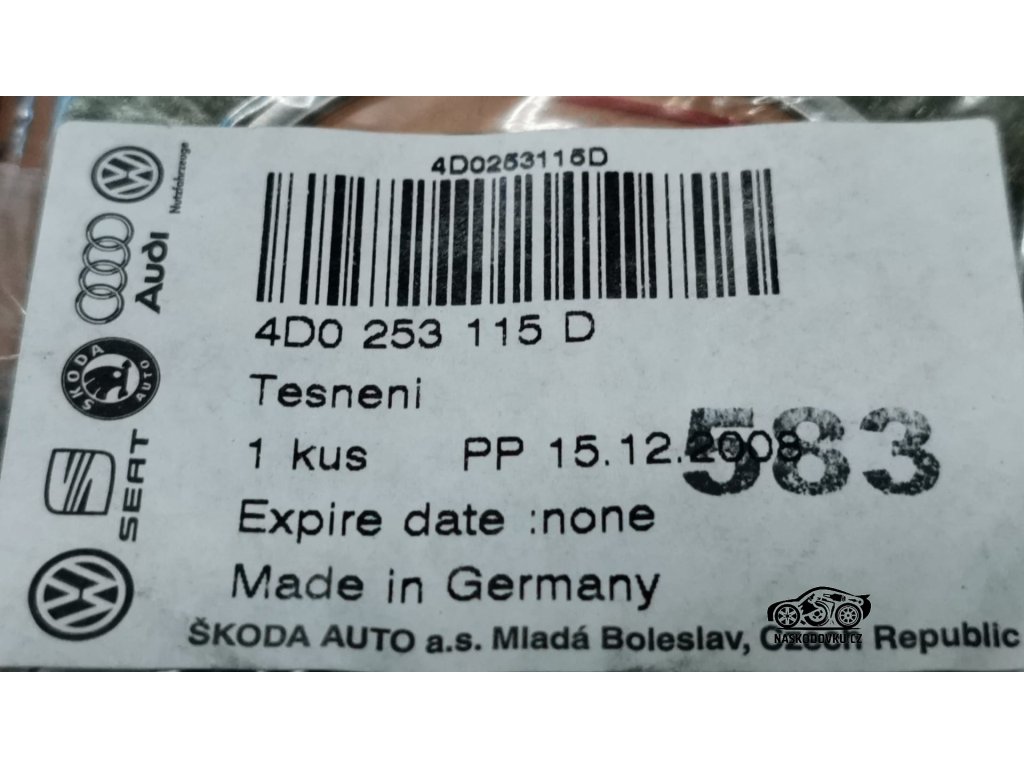 4D0253115D
4D0 253 115 D
Tesneni
1 kus PP 15.12.2008
583
Expire date :none
Made in Germany
ŠKODA AUTO a.s. Mladá Boleslav, Czech Republic
Nutzfahrzeuge
Audi
ŠKODA
AUTO
SEAT
NASKODOVKU.CZ